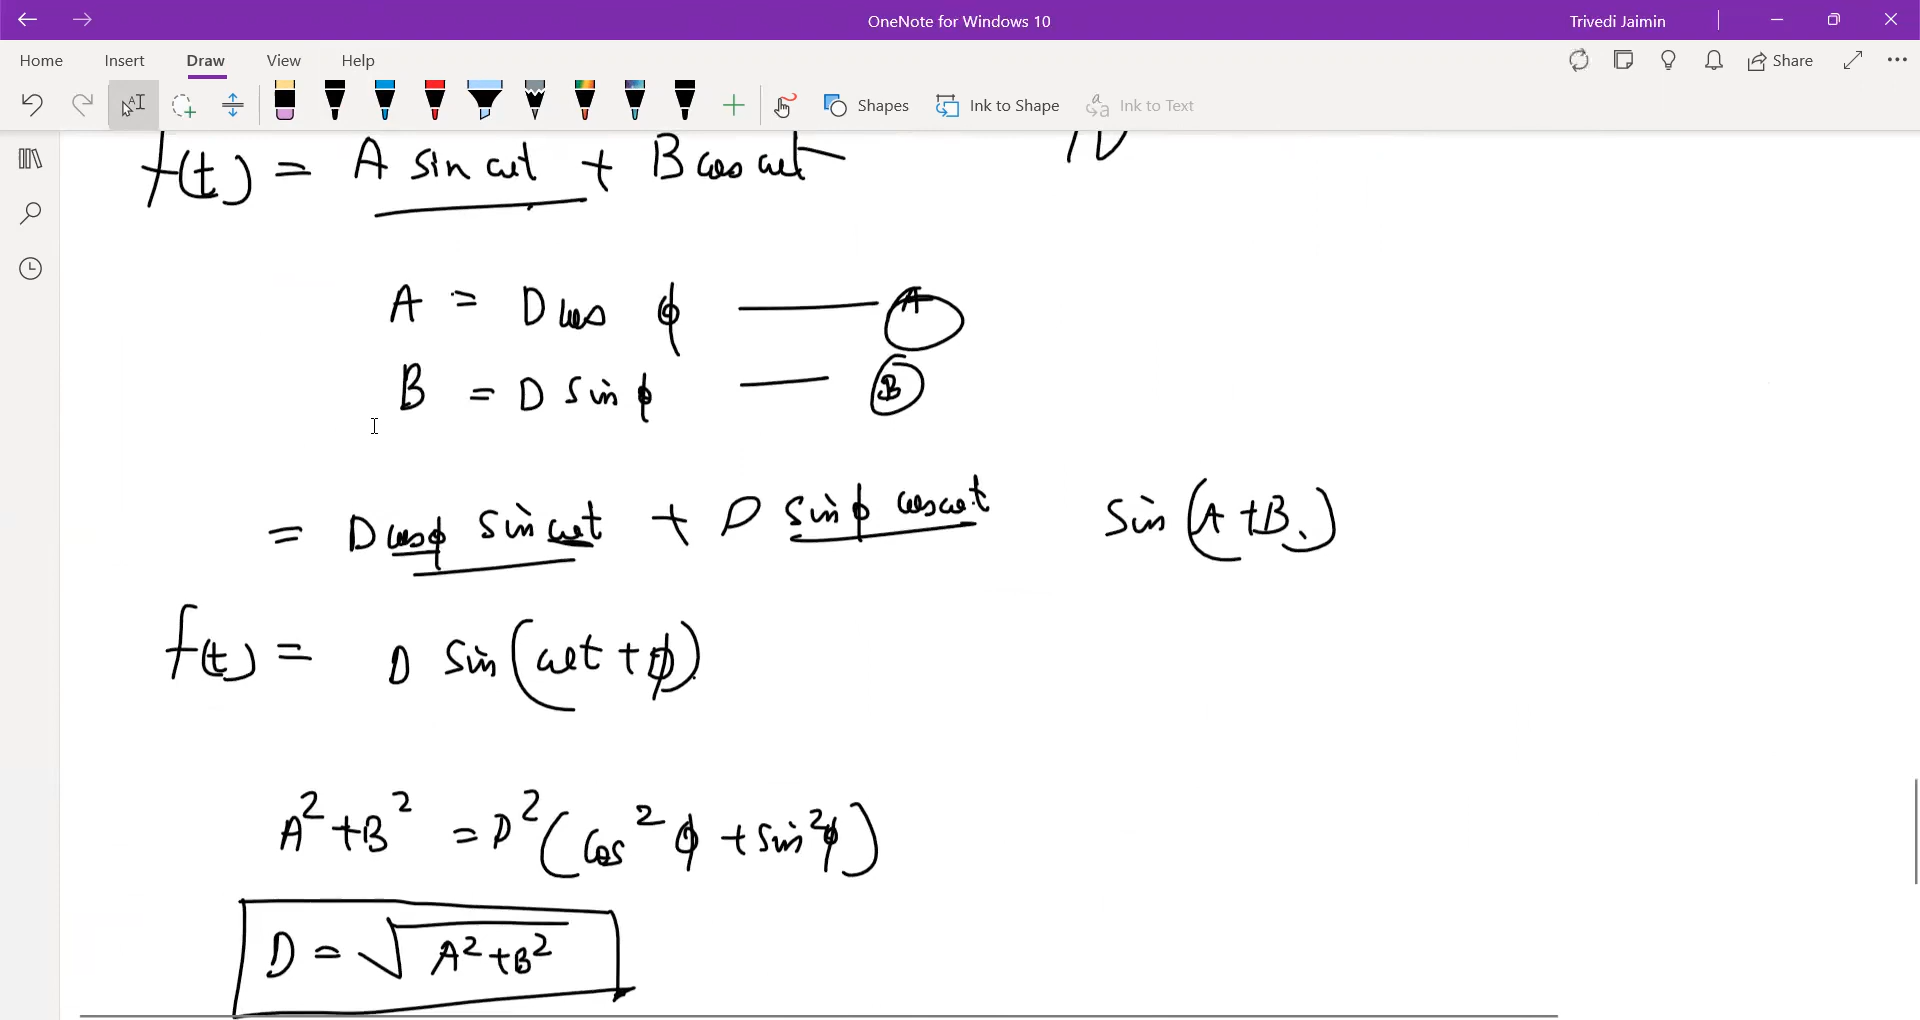 OneNote for Windows 10
Trivedi Jaimin
Home Insert Draw View Help
Share
Shapes Ink to Shape Ink to Text
f(t) = A sin ωt + B cos ωt
A = D cos ϕ — A
B = D sin ϕ — B
= D cosϕ sin ωt + D sinϕ cos ωt sin (A + B)
f(t) = D sin (ωt + ϕ)
A² + B² = D² (cos² ϕ + sin² ϕ)
D = √A² + B²